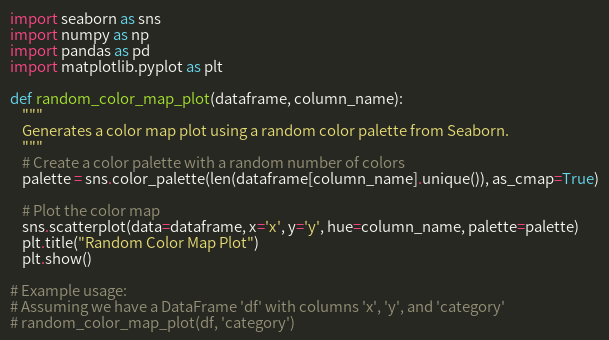 import seaborn as sns
import numpy as np
import pandas as pd
import matplotlib.pyplot as plt

def random_color_map_plot(dataframe, column_name):
    """
    Generates a color map plot using a random color palette from Seaborn.
    """
    # Create a color palette with a random number of colors
    palette = sns.color_palette(len(dataframe[column_name].unique()), as_cmap=True)

    # Plot the color map
    sns.scatterplot(data=dataframe, x='x', y='y', hue=column_name, palette=palette)
    plt.title("Random Color Map Plot")
    plt.show()

# Example usage:
# Assuming we have a DataFrame 'df' with columns 'x', 'y', and 'category'
# random_color_map_plot(df, 'category')